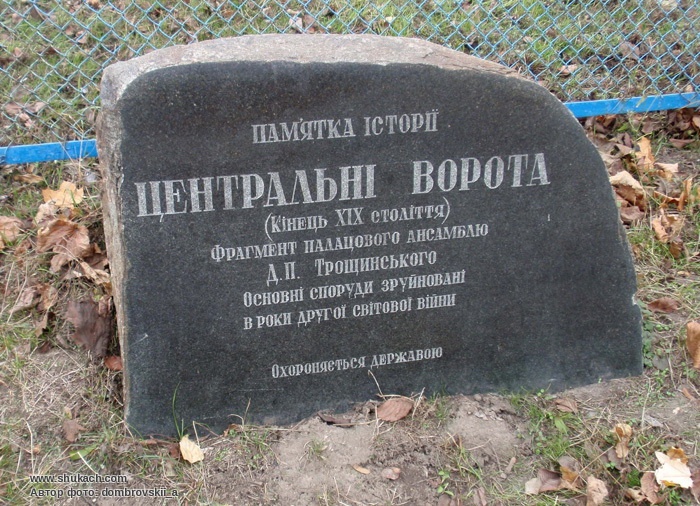 ПАМ'ЯТКА ІСТОРІЇ
ЦЕНТРАЛЬНІ ВОРОТА
(Кінець XIX століття)
Фрагмент палацового ансамблю
Д.П. Трощинського
Основні споруди зруйновані
в роки другої світової війни
Охороняється державою
www.shukach.com
Автор фото- dombrovskii_a